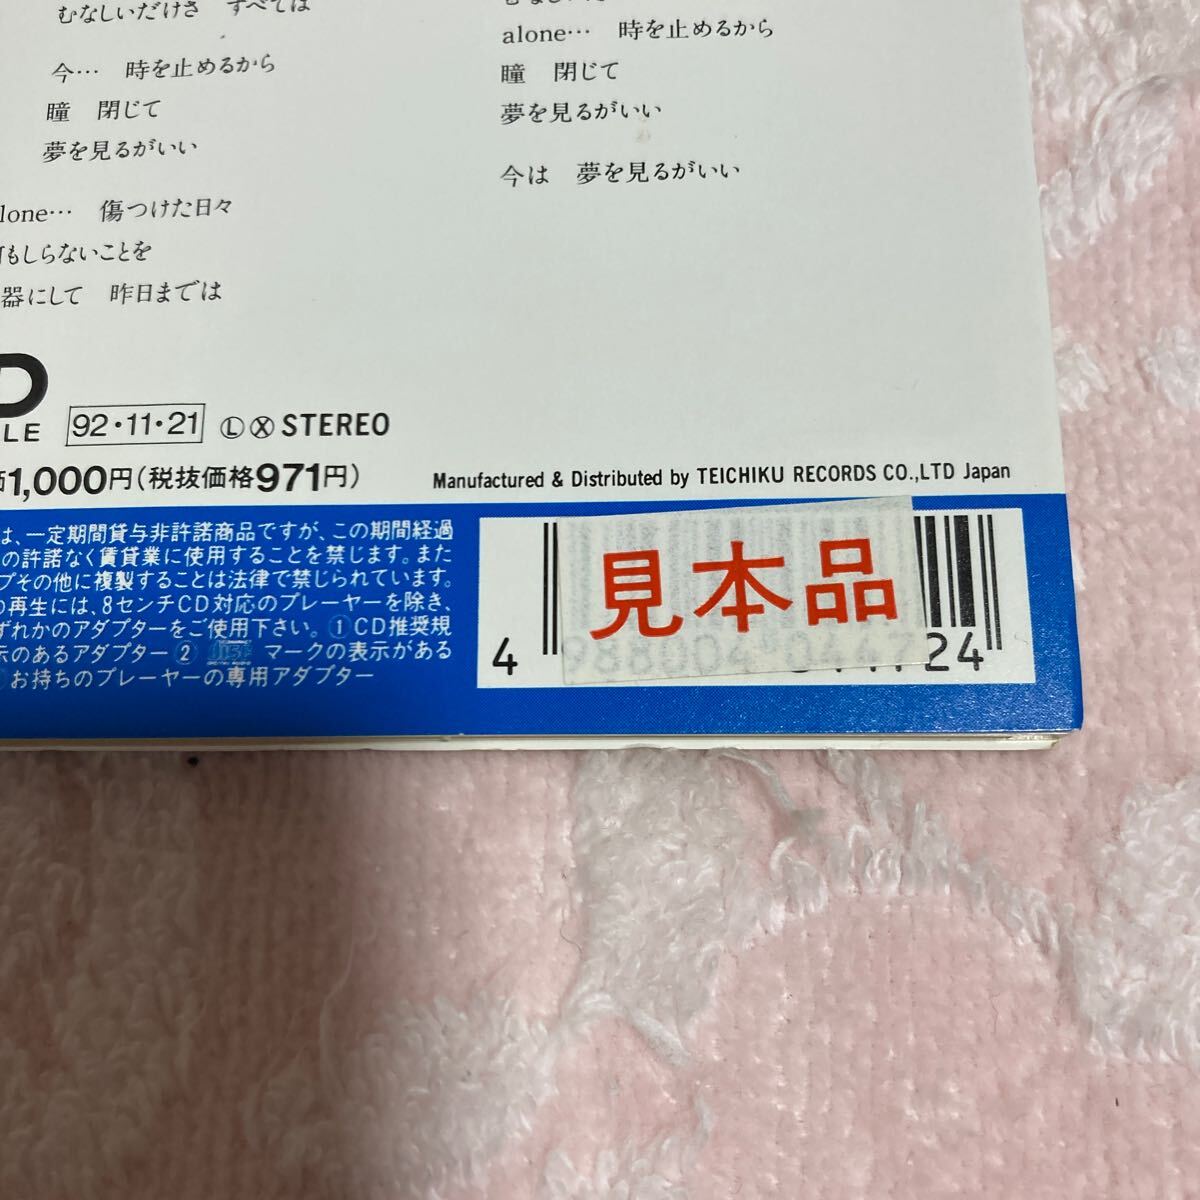 むなしいだけさ　すべては
今…　時を止めるから
瞳　閉じて
夢を見るがいい
lone…　傷つけた日々
もしらないことを
器にして　昨日までは
alone…　時を止めるから
瞳　閉じて
夢を見るがいい
今は　夢を見るがいい
D
LE
92・11・21 Ⓛ Ⓧ STEREO
1,000円(税抜価格971円)
Manufactured & Distributed by TEICHIKU RECORDS CO.,LTD Japan
は、一定期間貸与非許諾商品ですが、この期間経過
の許諾なく賃貸業に使用することを禁じます。また
プその他に複製することは法律で禁じられています。
の再生には、8センチCD対応のプレーヤーを除き、
ずれかのアダプターをご使用下さい。①CD推奨規
示のあるアダプター② マークの表示がある
お持ちのプレーヤーの専用アダプター
見本品
4 988004 044724